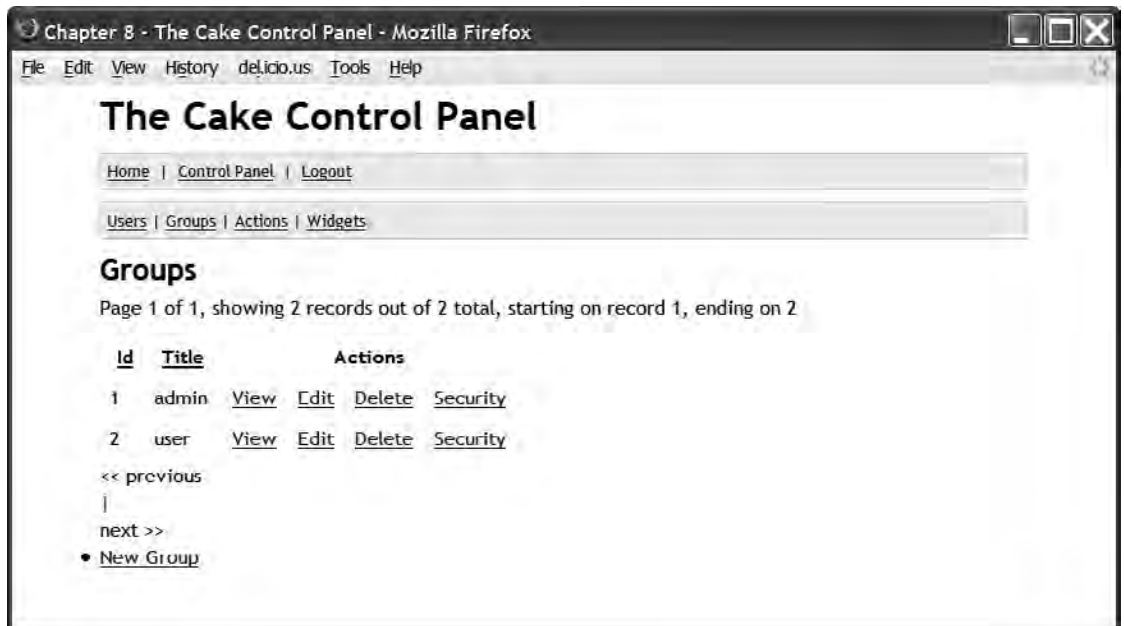 Chapter 8 - The Cake Control Panel - Mozilla Firefox
File Edit View History del.icio.us Tools Help
The Cake Control Panel
Home | Control Panel | Logout
Users | Groups | Actions | Widgets
Groups
Page 1 of 1, showing 2 records out of 2 total, starting on record 1, ending on 2
Id Title Actions
1 admin View Edit Delete Security
2 user View Edit Delete Security
<< previous
|
next >>
• New Group